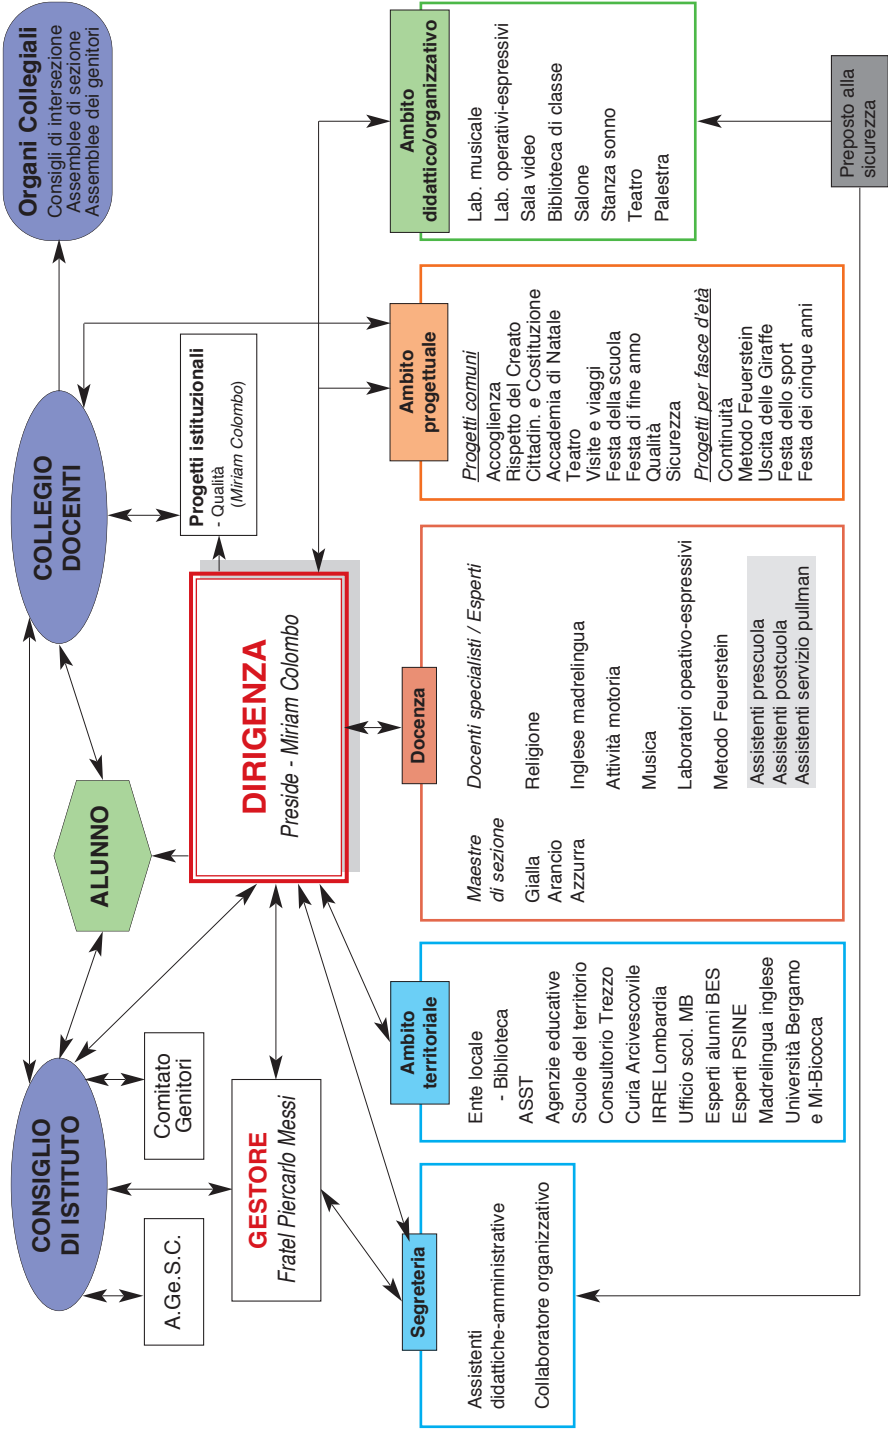 CONSIGLIO
DI ISTITUTO
ALUNNO
COLLEGIO
DOCENTI
Organi Collegiali
Consigli di intersezione
Assemblee di sezione
Assemblee dei genitori
A.Ge.S.C.
Comitato
Genitori
GESTORE
Fratel Piercarlo Messi
DIRIGENZA
Preside - Miriam Colombo
Progetti istituzionali
- Qualità
(Miriam Colombo)
Segreteria
Assistenti
didattiche-amministrative
Collaboratore organizzativo
Ambito
territoriale
Ente locale
- Biblioteca
ASST
Agenzie educative
Scuole del territorio
Consultorio Trezzo
Curia Arcivescovile
IRRE Lombardia
Ufficio scol. MB
Esperti alunni BES
Esperti PSINE
Madrelingua inglese
Università Bergamo
e Mi-Bicocca
Docenza
Maestre
di sezione
Gialla
Arancio
Azzurra
Docenti specialisti / Esperti
Religione
Inglese madrelingua
Attività motoria
Musica
Laboratori opeativo-espressivi
Metodo Feuerstein
Assistenti prescuola
Assistenti postcuola
Assistenti servizio pullman
Ambito
progettuale
Progetti comuni
Accoglienza
Rispetto del Creato
Cittadin. e Costituzione
Accademia di Natale
Teatro
Visite e viaggi
Festa della scuola
Festa di fine anno
Qualità
Sicurezza
Progetti per fasce d'età
Continuità
Metodo Feuerstein
Uscita delle Giraffe
Festa dello sport
Festa dei cinque anni
Ambito
didattico/organizzativo
Lab. musicale
Lab. operativi-espressivi
Sala video
Biblioteca di classe
Salone
Stanza sonno
Teatro
Palestra
Preposto alla
sicurezza